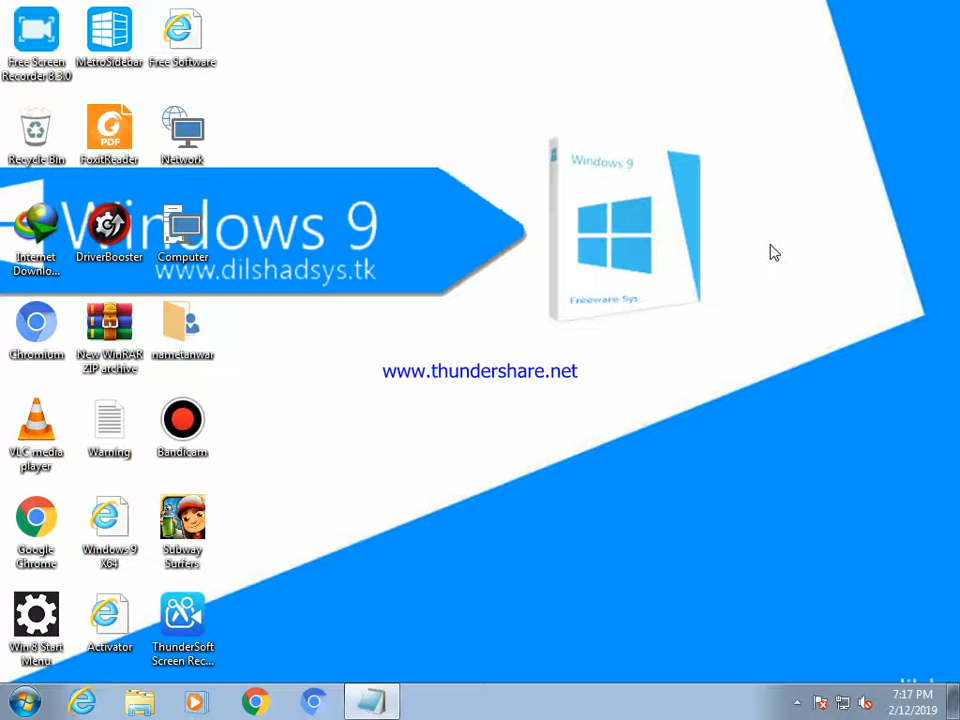 Free Screen
Recorder 8.3.0
MetroSidebar
Free Software
Recycle Bin
FoxitReader
Network
Windows 9
www.dilshadsys.tk
Internet
Downlo...
DriverBooster
Computer
Windows 9
Freeware Sys...
Chromium
New WinRAR
ZIP archive
nametanwar
www.thundershare.net
VLC media
player
Warning
Bandicam
Google
Chrome
Windows 9
X64
Subway
Surfers
Win 8 Start
Menu
Activator
ThunderSoft
Screen Rec...
PDF
7:17 PM
2/12/2019